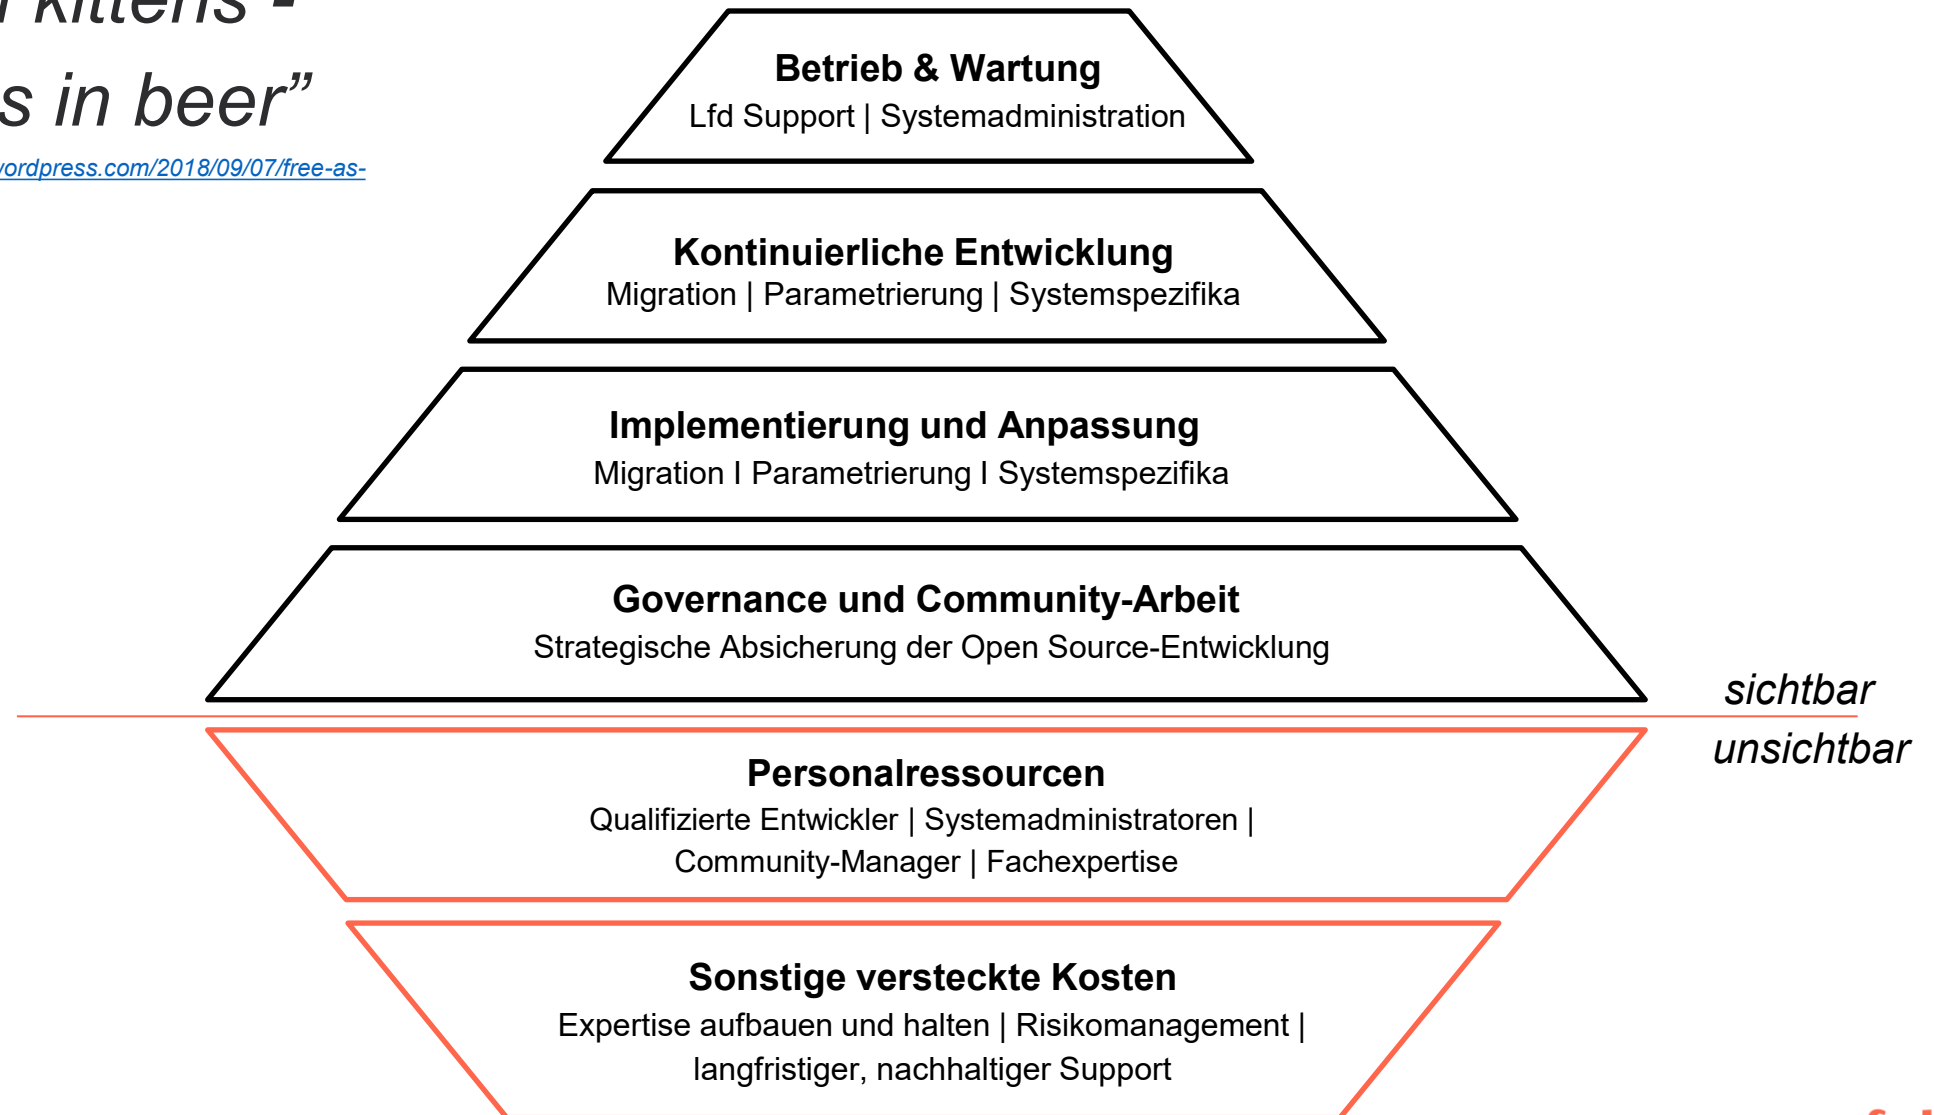 kittens -
s in beer”
wordpress.com/2018/09/07/free-as-
Betrieb & Wartung
Lfd Support | Systemadministration
Kontinuierliche Entwicklung
Migration | Parametrierung | Systemspezifika
Implementierung und Anpassung
Migration I Parametrierung I Systemspezifika
Governance und Community-Arbeit
Strategische Absicherung der Open Source-Entwicklung
sichtbar
unsichtbar
Personalressourcen
Qualifizierte Entwickler | Systemadministratoren |
Community-Manager | Fachexpertise
Sonstige versteckte Kosten
Expertise aufbauen und halten | Risikomanagement |
langfristiger, nachhaltiger Support